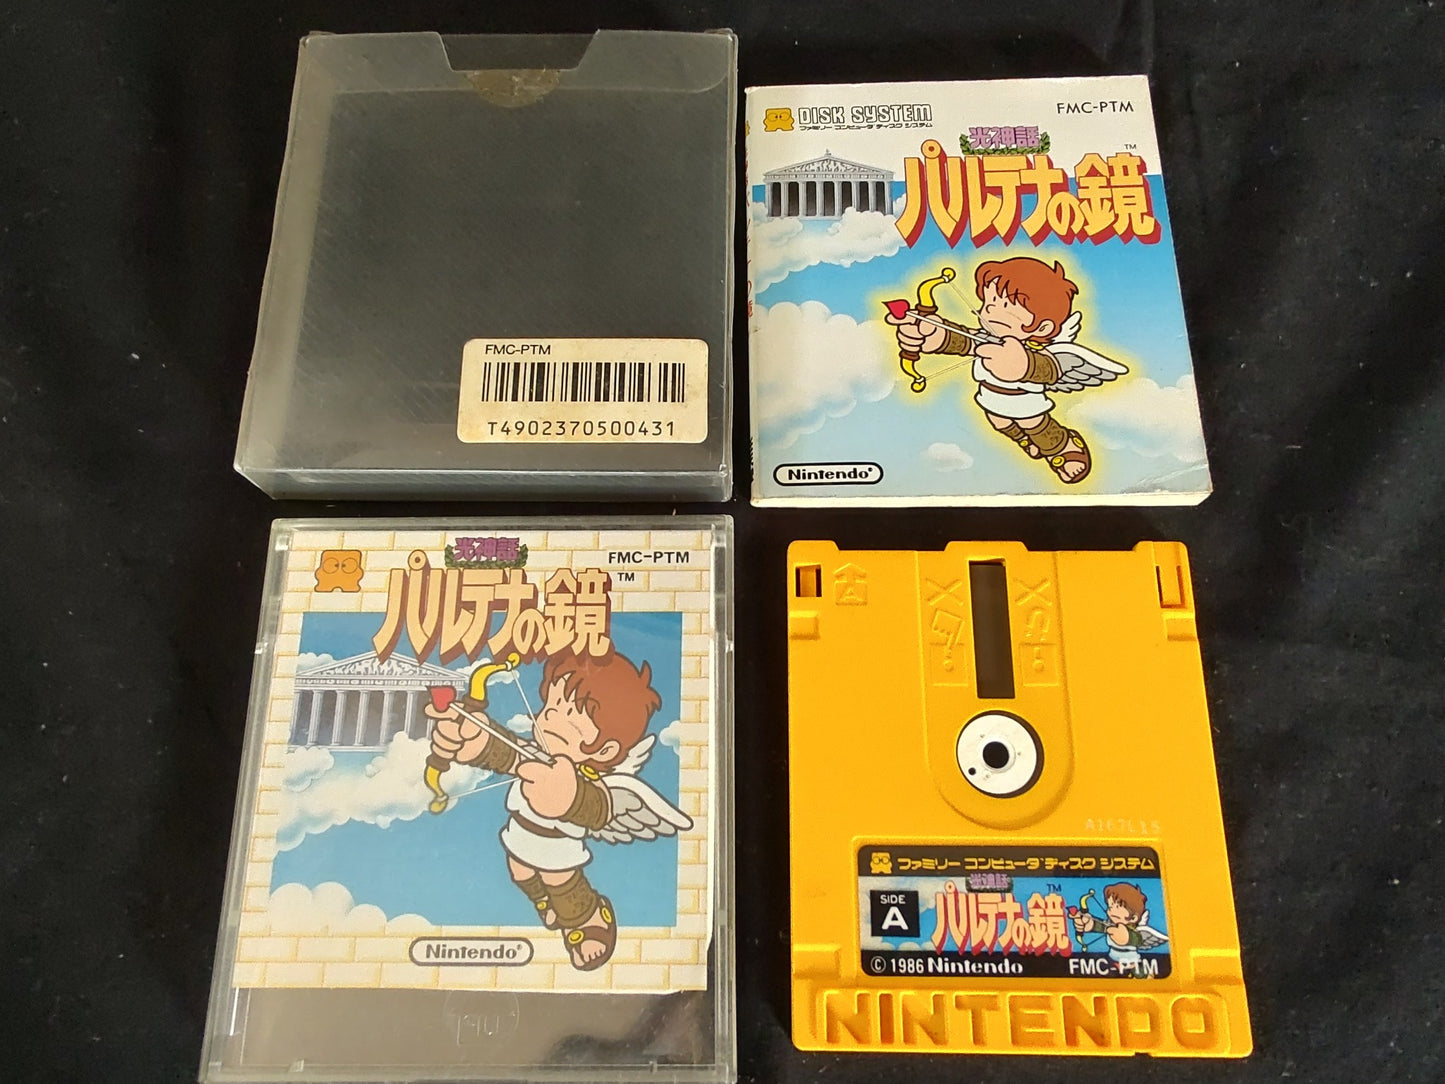 FMC-PTM
T4902370500431
DISK SYSTEM
ファミリー コンピュータ ディスク システム
FMC-PTM
光神話
パルテナの鏡
TM
Nintendo®
光神話
FMC-PTM
パルテナの鏡
TM
Nintendo®
A167L15
ファミリー コンピュータ ディスク システム
SIDE
A
光神話
パルテナの鏡
TM
© 1986 Nintendo FMC-PTM
NINTENDO